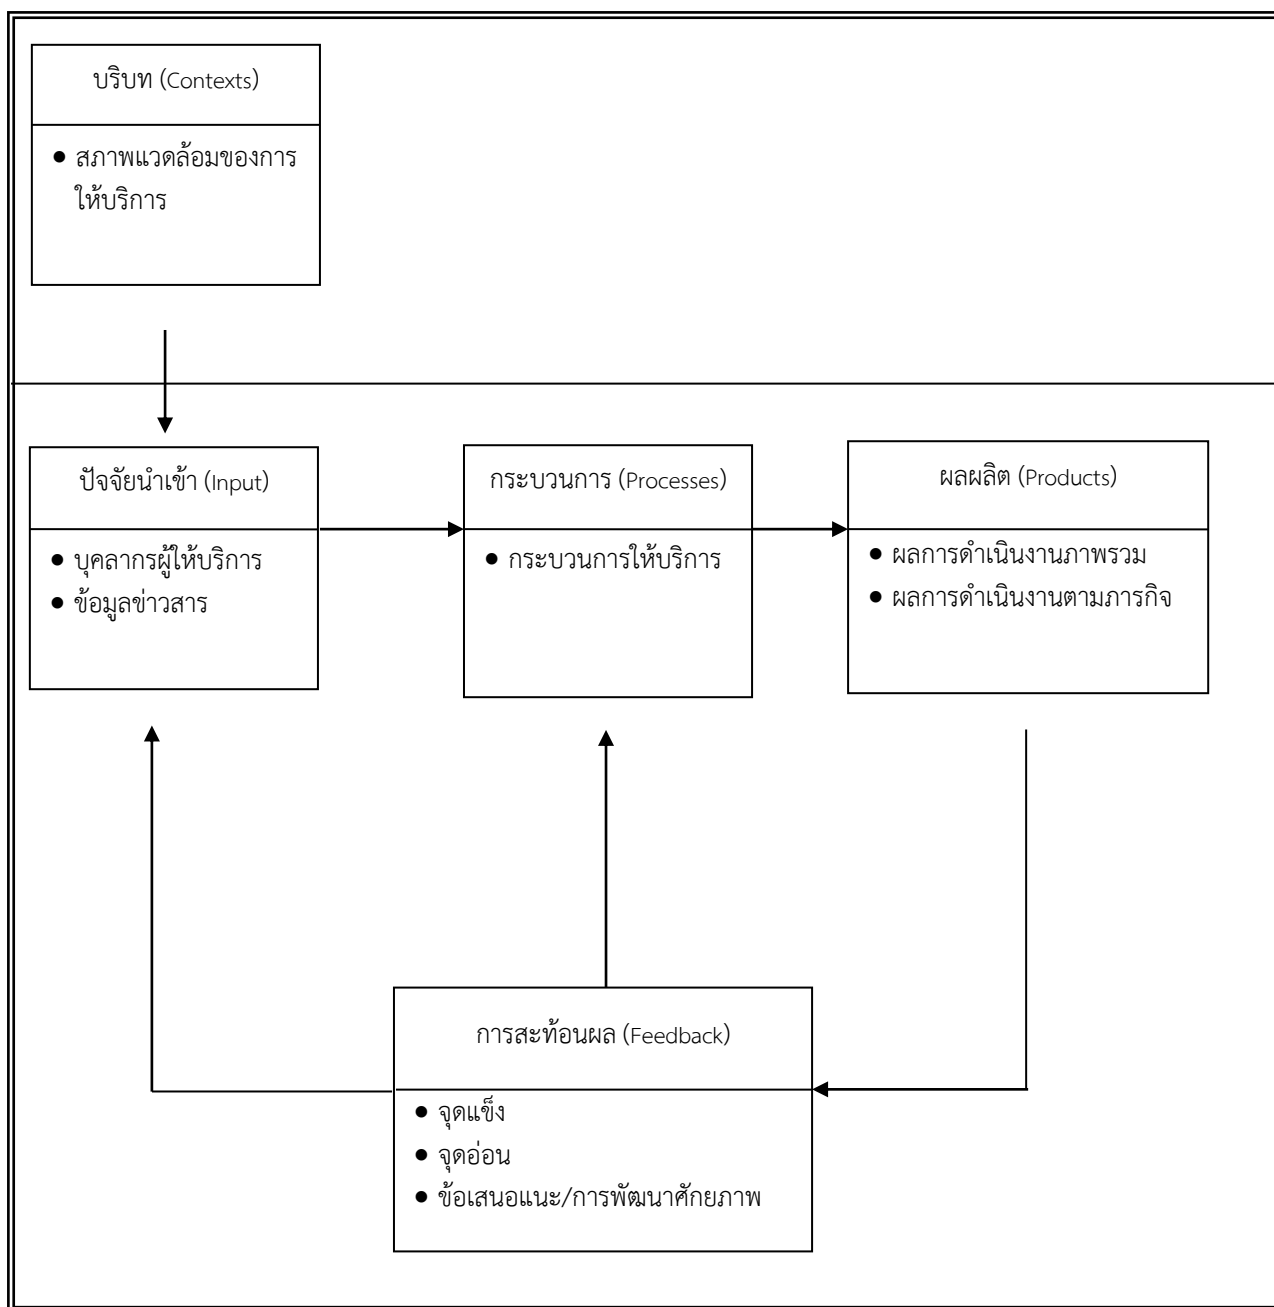 บริบท (Contexts)
● สภาพแวดล้อมของการ
ให้บริการ
ปัจจัยนำเข้า (Input)
● บุคลากรผู้ให้บริการ
● ข้อมูลข่าวสาร
กระบวนการ (Processes)
● กระบวนการให้บริการ
ผลผลิต (Products)
● ผลการดำเนินงานภาพรวม
● ผลการดำเนินงานตามภารกิจ
การสะท้อนผล (Feedback)
● จุดแข็ง
● จุดอ่อน
● ข้อเสนอแนะ/การพัฒนาศักยภาพ